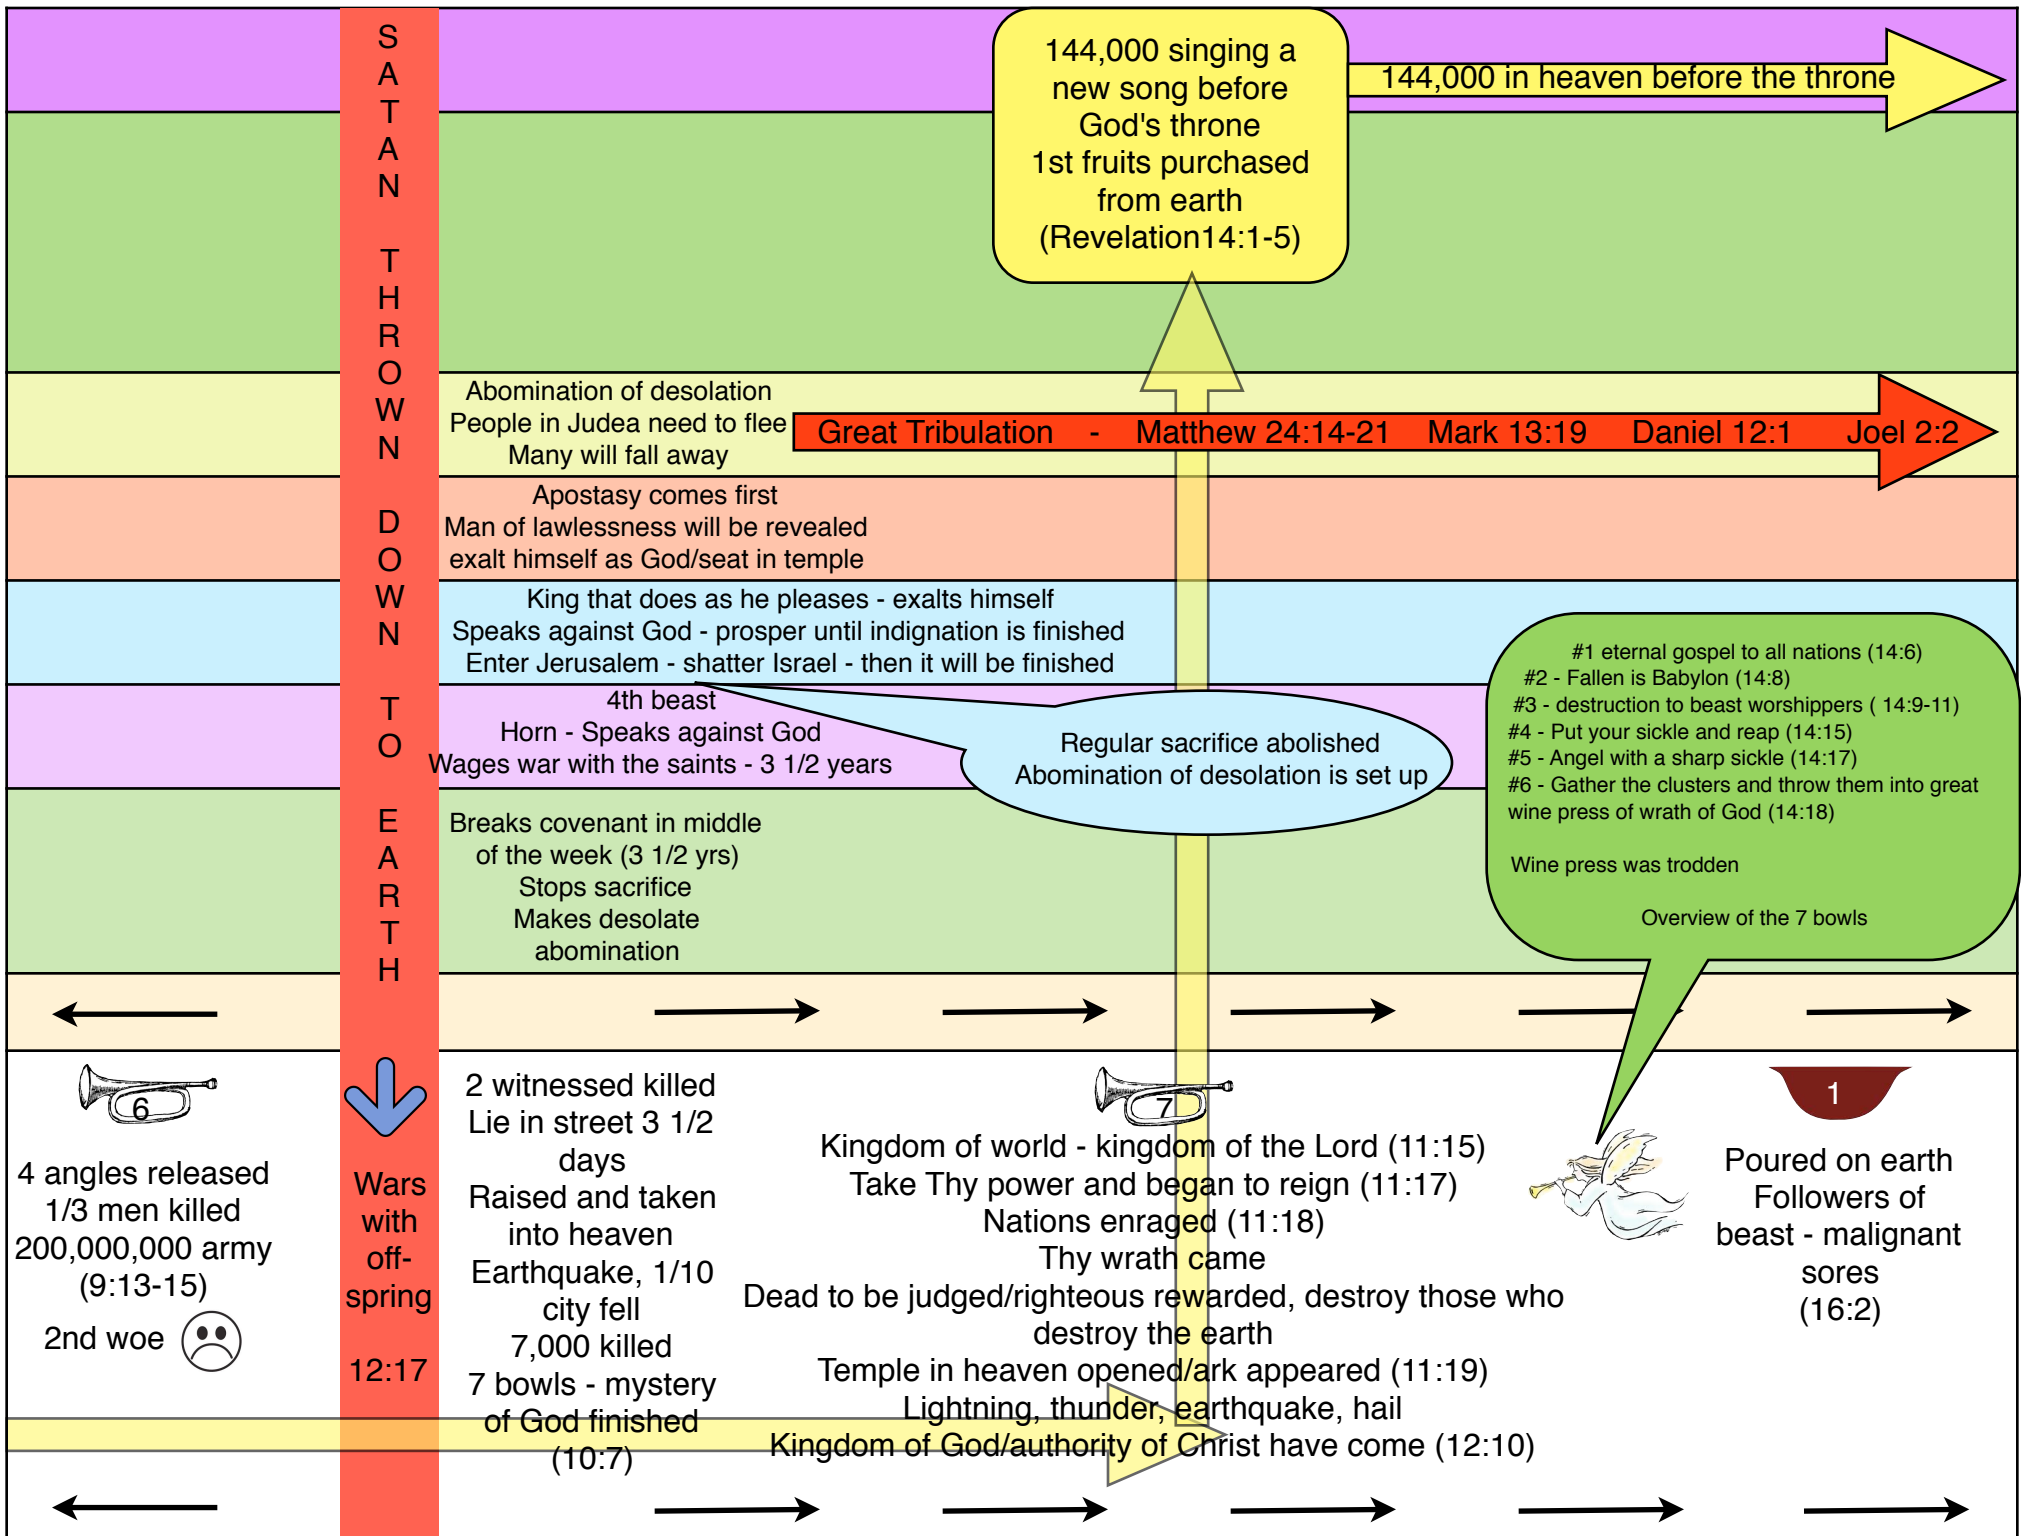 SATAN THROWN DOWN TO EARTH
144,000 singing a
new song before
God's throne
1st fruits purchased
from earth
(Revelation14:1-5)
144,000 in heaven before the throne
Abomination of desolation
People in Judea need to flee
Many will fall away
Great Tribulation - Matthew 24:14-21 Mark 13:19 Daniel 12:1 Joel 2:2
Apostasy comes first
Man of lawlessness will be revealed
exalt himself as God/seat in temple
King that does as he pleases - exalts himself
Speaks against God - prosper until indignation is finished
Enter Jerusalem - shatter Israel - then it will be finished
4th beast
Horn - Speaks against God
Wages war with the saints - 3 1/2 years
Regular sacrifice abolished
Abomination of desolation is set up
#1 eternal gospel to all nations (14:6)
#2 - Fallen is Babylon (14:8)
#3 - destruction to beast worshippers ( 14:9-11)
#4 - Put your sickle and reap (14:15)
#5 - Angel with a sharp sickle (14:17)
#6 - Gather the clusters and throw them into great
wine press of wrath of God (14:18)
Wine press was trodden
Overview of the 7 bowls
Breaks covenant in middle
of the week (3 1/2 yrs)
Stops sacrifice
Makes desolate
abomination
6
4 angles released
1/3 men killed
200,000,000 army
(9:13-15)
2nd woe
Wars
with
off-
spring
12:17
2 witnessed killed
Lie in street 3 1/2
days
Raised and taken
into heaven
Earthquake, 1/10
city fell
7,000 killed
7 bowls - mystery
of God finished
(10:7)
7
Kingdom of world - kingdom of the Lord (11:15)
Take Thy power and began to reign (11:17)
Nations enraged (11:18)
Thy wrath came
Dead to be judged/righteous rewarded, destroy those who
destroy the earth
Temple in heaven opened/ark appeared (11:19)
Lightning, thunder, earthquake, hail
Kingdom of God/authority of Christ have come (12:10)
1
Poured on earth
Followers of
beast - malignant
sores
(16:2)